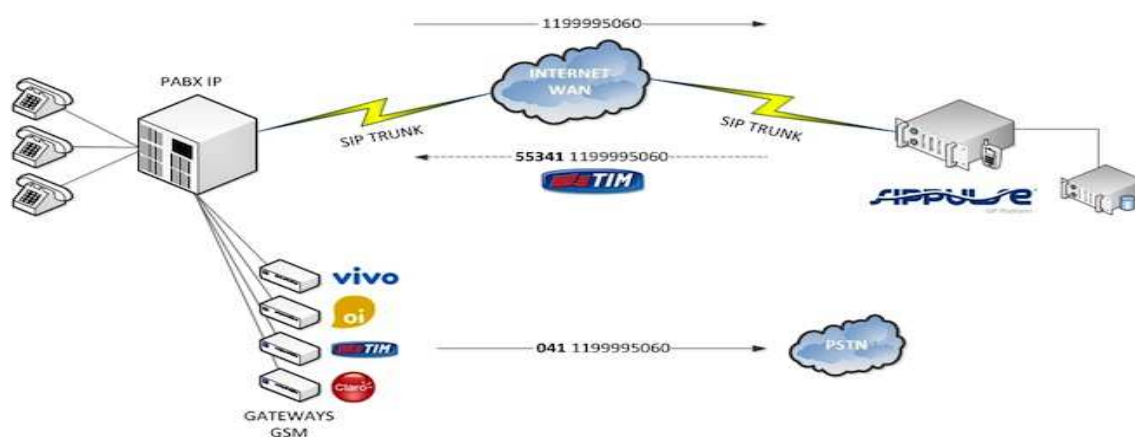 1199995060
PABX IP
INTERNET
WAN
SIP TRUNK
SIP TRUNK
55341 1199995060
TIM
SIPPULSE
vivo
oi
TIM
041 1199995060
PSTN
Claro
GATEWAYS
GSM